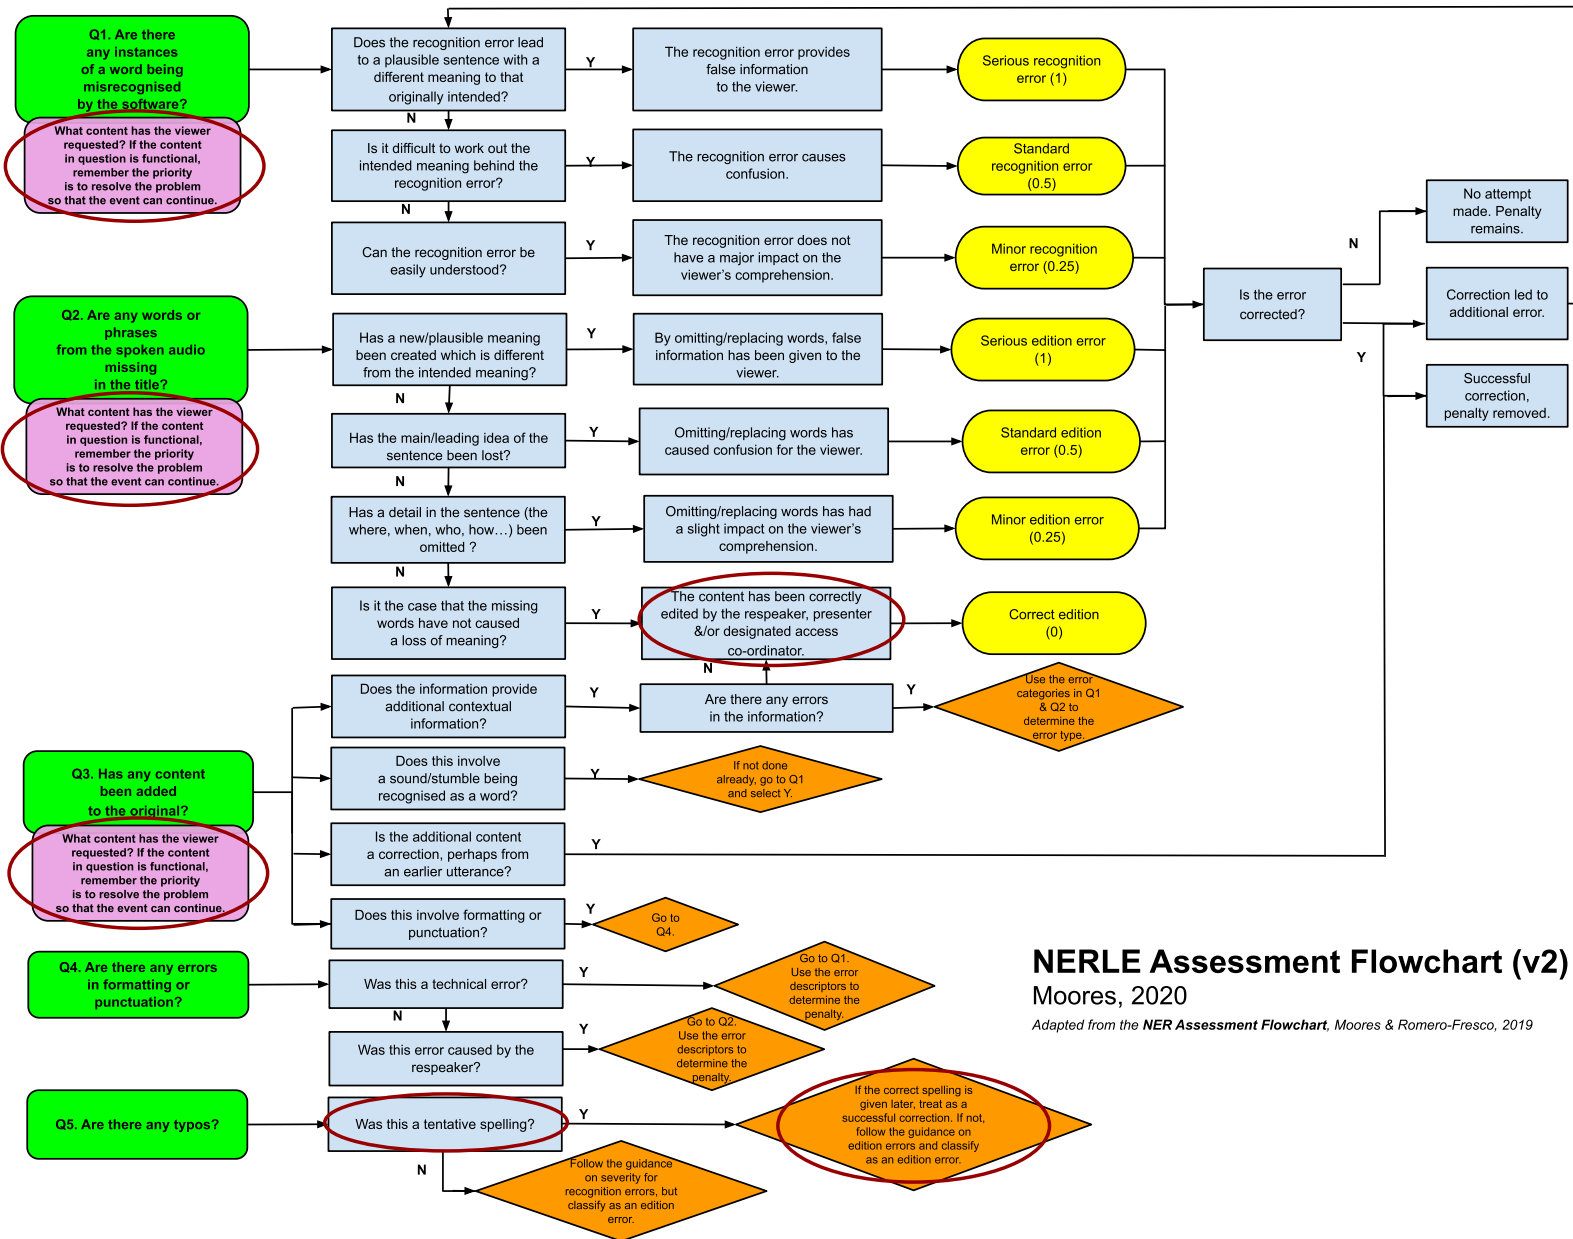 Q1. Are there
any instances
of a word being
misrecognised
by the software?
What content has the viewer
requested? If the content
in question is functional,
remember the priority
is to resolve the problem
so that the event can continue.
Does the recognition error lead
to a plausible sentence with a
different meaning to that
originally intended?
Y
The recognition error provides
false information
to the viewer.
Serious recognition
error (1)
N
Is it difficult to work out the
intended meaning behind the
recognition error?
Y
The recognition error causes
confusion.
Standard
recognition error
(0.5)
N
Can the recognition error be
easily understood?
Y
The recognition error does not
have a major impact on the
viewer's comprehension.
Minor recognition
error (0.25)
Q2. Are any words or
phrases
from the spoken audio
missing
in the title?
What content has the viewer
requested? If the content
in question is functional,
remember the priority
is to resolve the problem
so that the event can continue.
Has a new/plausible meaning
been created which is different
from the intended meaning?
Y
By omitting/replacing words, false
information has been given to the
viewer.
Serious edition error
(1)
N
Has the main/leading idea of the
sentence been lost?
Y
Omitting/replacing words has
caused confusion for the viewer.
Standard edition
error (0.5)
N
Has a detail in the sentence (the
where, when, who, how…) been
omitted ?
Y
Omitting/replacing words has had
a slight impact on the viewer's
comprehension.
Minor edition error
(0.25)
N
Is it the case that the missing
words have not caused
a loss of meaning?
Y
The content has been correctly
edited by the respeaker, presenter
&/or designated access
co-ordinator.
Correct edition
(0)
Is the error
corrected?
N
No attempt
made. Penalty
remains.
Y
Correction led to
additional error.
Successful
correction,
penalty removed.
Q3. Has any content
been added
to the original?
What content has the viewer
requested? If the content
in question is functional,
remember the priority
is to resolve the problem
so that the event can continue.
Does the information provide
additional contextual
information?
Y
Are there any errors
in the information?
N
Y
Use the error
categories in Q1
& Q2 to
determine the
error type.
Does this involve
a sound/stumble being
recognised as a word?
Y
If not done
already, go to Q1
and select Y.
Is the additional content
a correction, perhaps from
an earlier utterance?
Y
Does this involve formatting or
punctuation?
Y
Go to
Q4.
Q4. Are there any errors
in formatting or
punctuation?
Was this a technical error?
Y
Go to Q1.
Use the error
descriptors to
determine the
penalty.
N
Was this error caused by the
respeaker?
Y
Go to Q2.
Use the error
descriptors to
determine the
penalty.
Q5. Are there any typos?
Was this a tentative spelling?
Y
If the correct spelling is
given later, treat as a
successful correction. If not,
follow the guidance on
edition errors and classify
as an edition error.
N
Follow the guidance
on severity for
recognition errors, but
classify as an edition
error.
NERLE Assessment Flowchart (v2)
Moores, 2020
Adapted from the NER Assessment Flowchart, Moores & Romero-Fresco, 2019